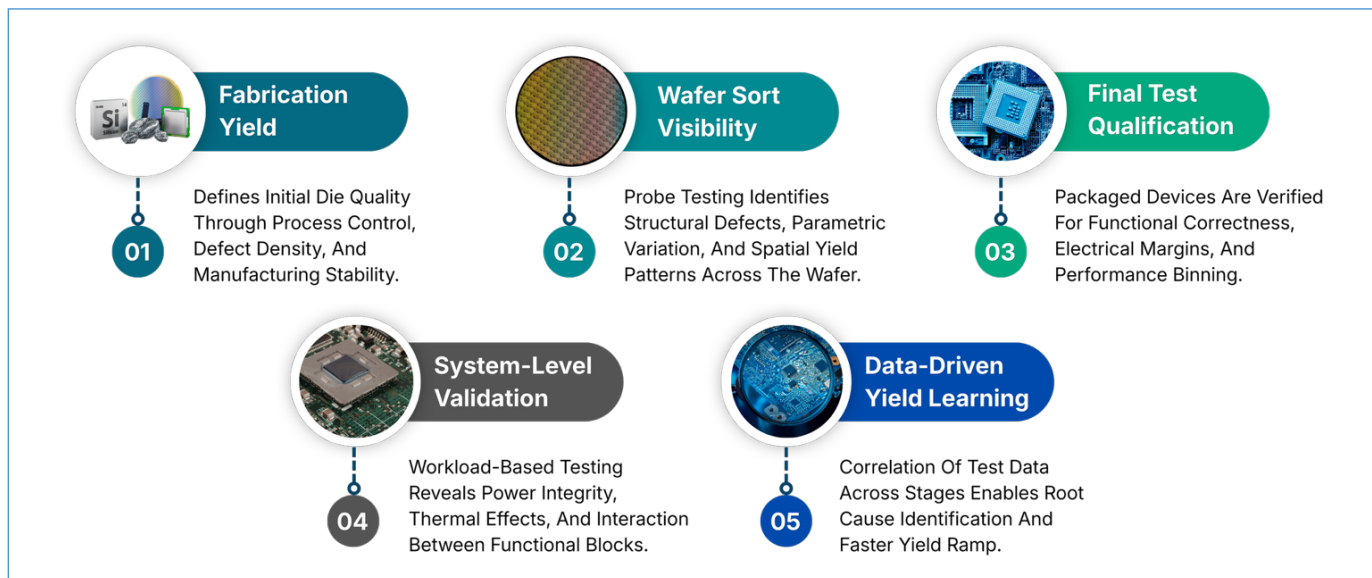 Fabrication
Yield
01
Defines Initial Die Quality
Through Process Control,
Defect Density, And
Manufacturing Stability.
Wafer Sort
Visibility
02
Probe Testing Identifies
Structural Defects, Parametric
Variation, And Spatial Yield
Patterns Across The Wafer.
Final Test
Qualification
03
Packaged Devices Are Verified
For Functional Correctness,
Electrical Margins, And
Performance Binning.
System-Level
Validation
04
Workload-Based Testing
Reveals Power Integrity,
Thermal Effects, And Interaction
Between Functional Blocks.
Data-Driven
Yield Learning
05
Correlation Of Test Data
Across Stages Enables Root
Cause Identification And
Faster Yield Ramp.
Si
14